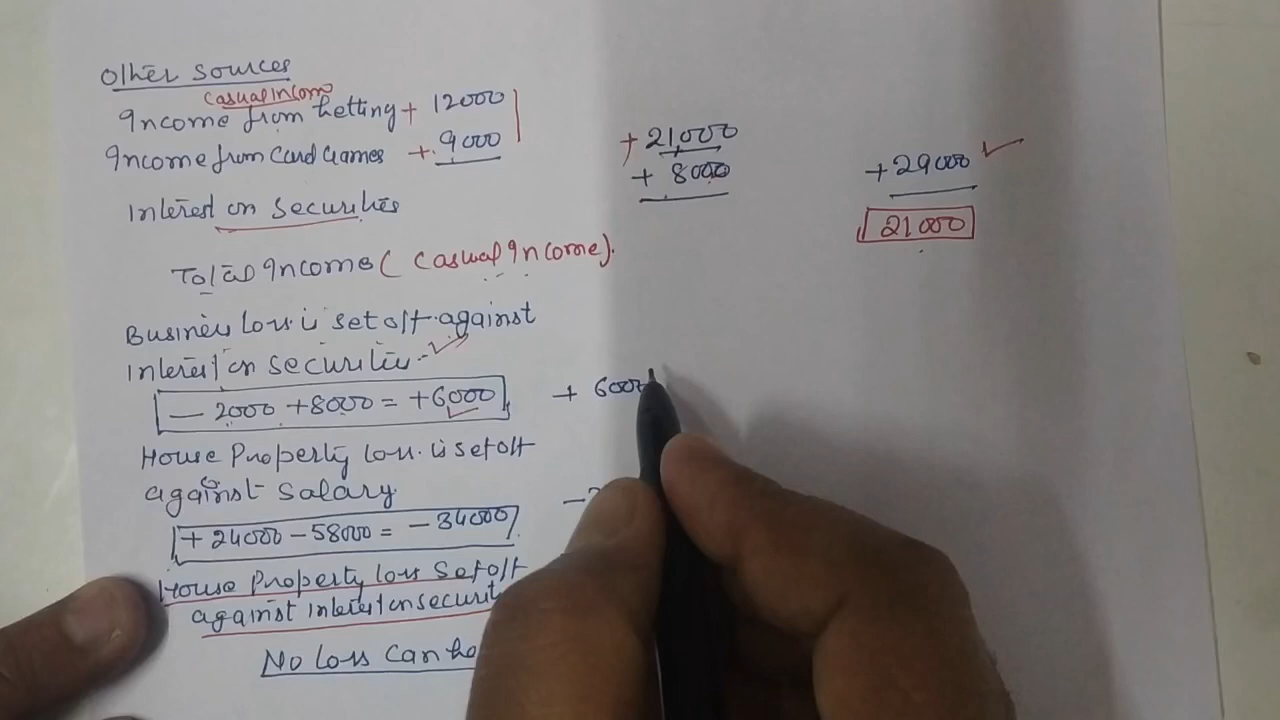 Other Sources
Casual Incom
Income from betting + 12000
Income from Card Games + 9000
+ 21,000
+ 8000
+ 29000
21000
Interest on Securities
Total Income ( Casual Income).
Business loss is set off against
Interest on Securities
- 2000 + 8000 = + 6000
+ 6000
House Property loss is set off
against Salary
+ 24000 - 58000 = - 34000
House Property loss Set off
against Interest on securit
No Loss Can